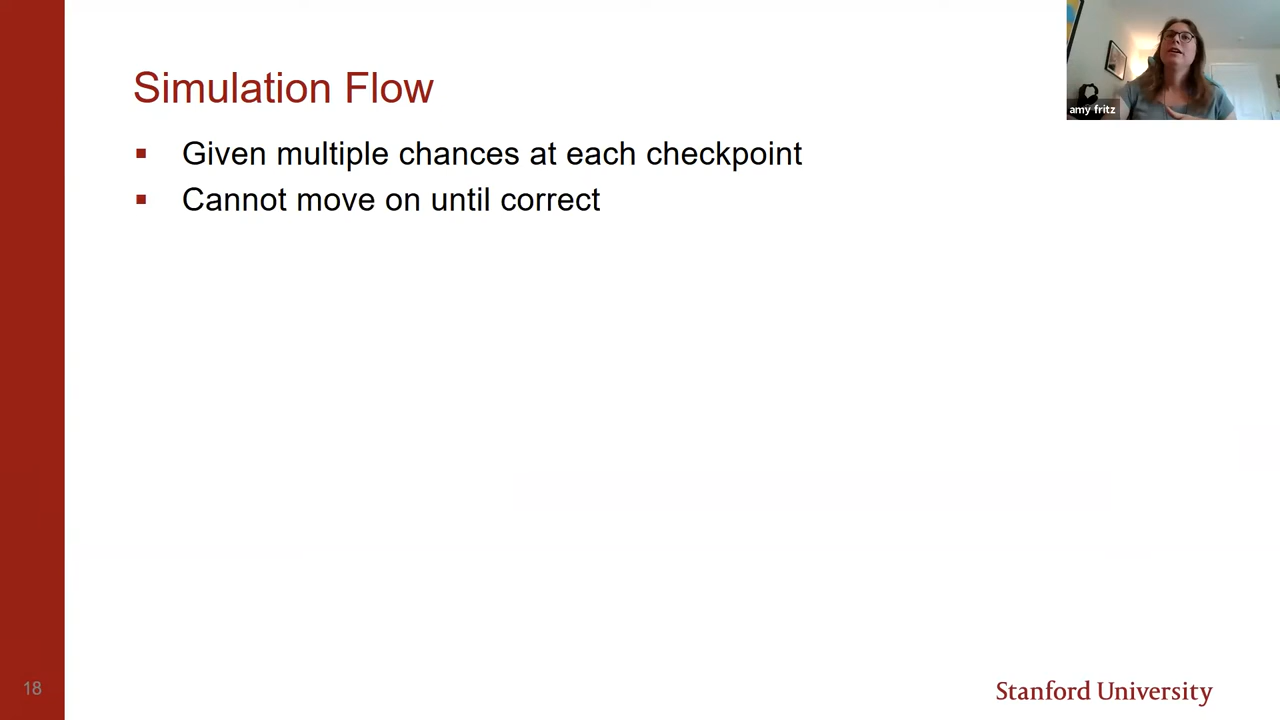 Simulation Flow
Given multiple chances at each checkpoint
Cannot move on until correct
amy fritz
18
Stanford University